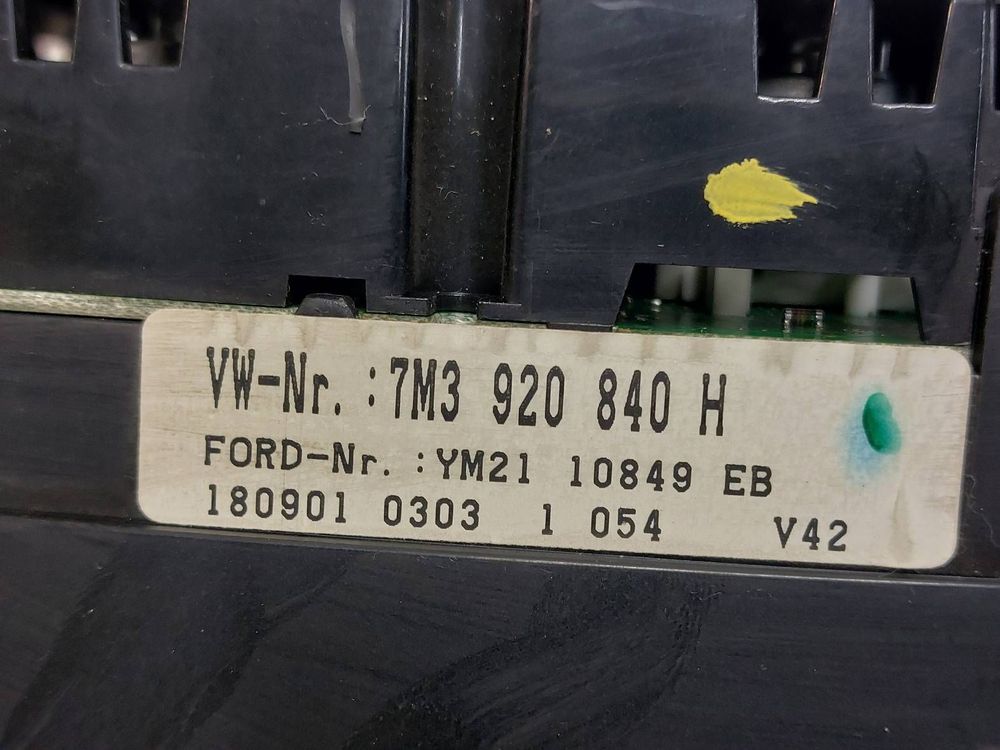 VW-Nr. :7M3 920 840 H
FORD-Nr. :YM21 10849 EB
180901 0303 1 054 V42